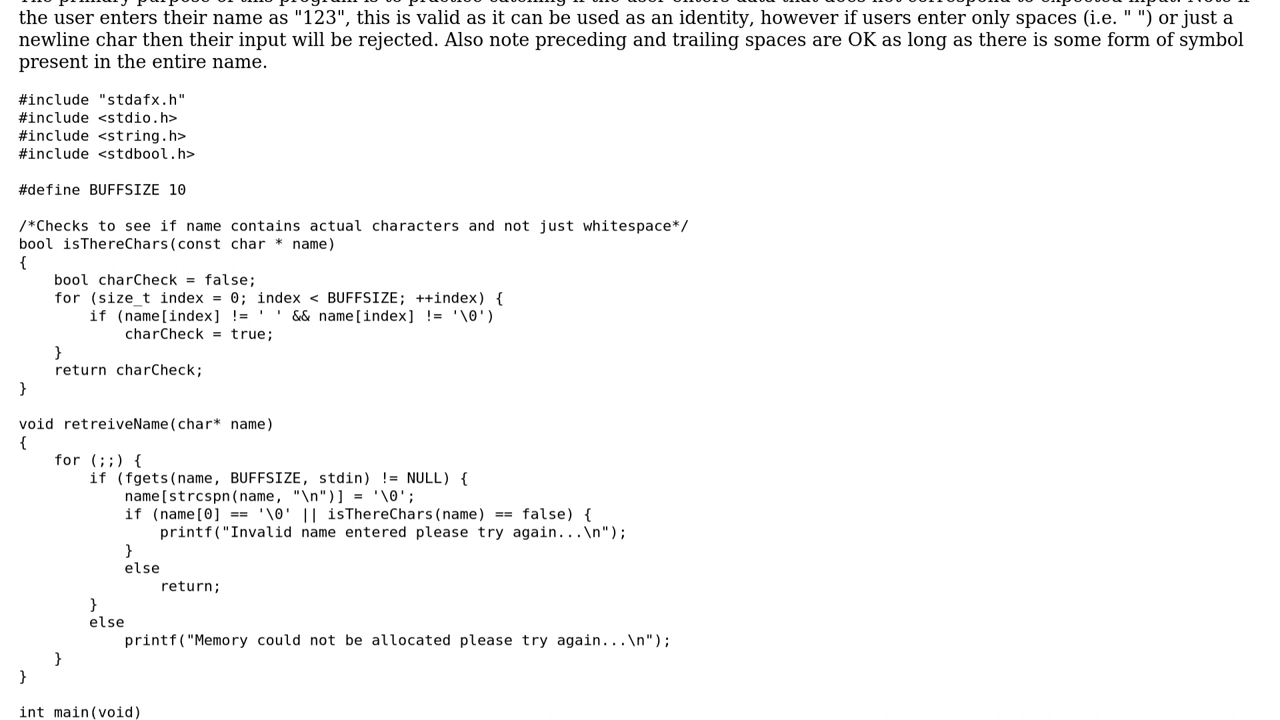 the user enters their name as "123", this is valid as it can be used as an identity, however if users enter only spaces (i.e. " ") or just a
newline char then their input will be rejected. Also note preceding and trailing spaces are OK as long as there is some form of symbol
present in the entire name.
#include "stdafx.h"
#include <stdio.h>
#include <string.h>
#include <stdbool.h>
#define BUFFSIZE 10
/*Checks to see if name contains actual characters and not just whitespace*/
bool isThereChars(const char * name)
{
    bool charCheck = false;
    for (size_t index = 0; index < BUFFSIZE; ++index) {
        if (name[index] != ' ' && name[index] != '\0')
            charCheck = true;
    }
    return charCheck;
}
void retreiveName(char* name)
{
    for (;;) {
        if (fgets(name, BUFFSIZE, stdin) != NULL) {
            name[strcspn(name, "\n")] = '\0';
            if (name[0] == '\0' || isThereChars(name) == false) {
                printf("Invalid name entered please try again...\n");
            }
            else
                return;
        }
        else
            printf("Memory could not be allocated please try again...\n");
    }
}
int main(void)